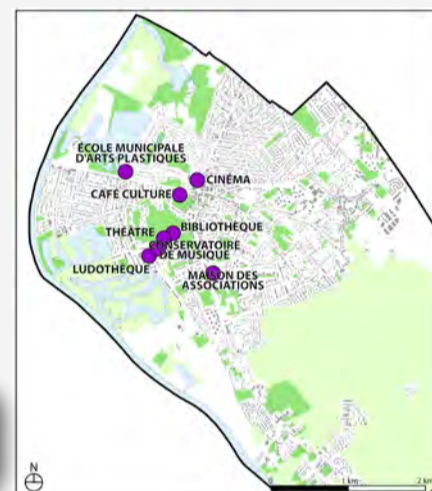 ÉCOLE MUNICIPALE
D'ARTS PLASTIQUES
CINÉMA
CAFÉ CULTURE
BIBLIOTHÈQUE
THÉÂTRE
CONSERVATOIRE
DE MUSIQUE
LUDOTHÈQUE
MAISON DES
ASSOCIATIONS
N
0 1 km 2 km